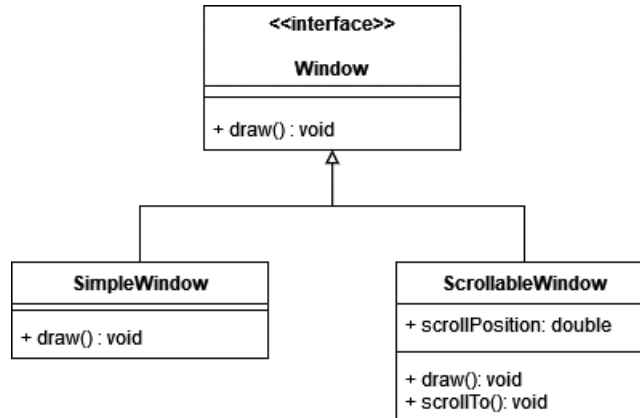 <<interface>>
Window
+ draw() : void
SimpleWindow
+ draw() : void
ScrollableWindow
+ scrollPosition: double
+ draw(): void
+ scrollTo(): void